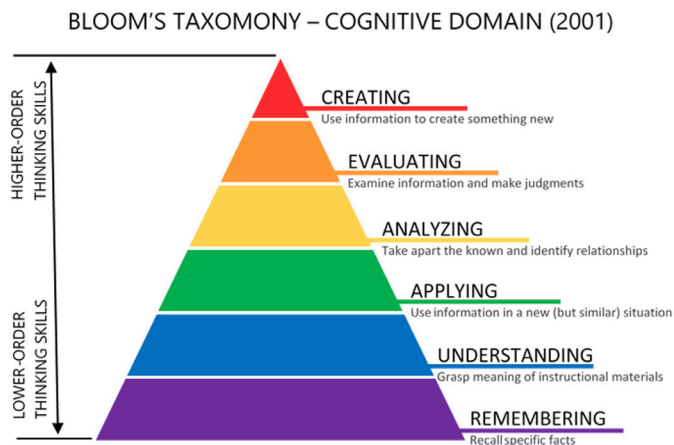 BLOOM'S TAXOMONY – COGNITIVE DOMAIN (2001)
HIGHER-ORDER
THINKING SKILLS
CREATING
Use information to create something new
EVALUATING
Examine information and make judgments
ANALYZING
Take apart the known and identify relationships
APPLYING
Use information in a new (but similar) situation
LOWER-ORDER
THINKING SKILLS
UNDERSTANDING
Grasp meaning of instructional materials
REMEMBERING
Recall specific facts